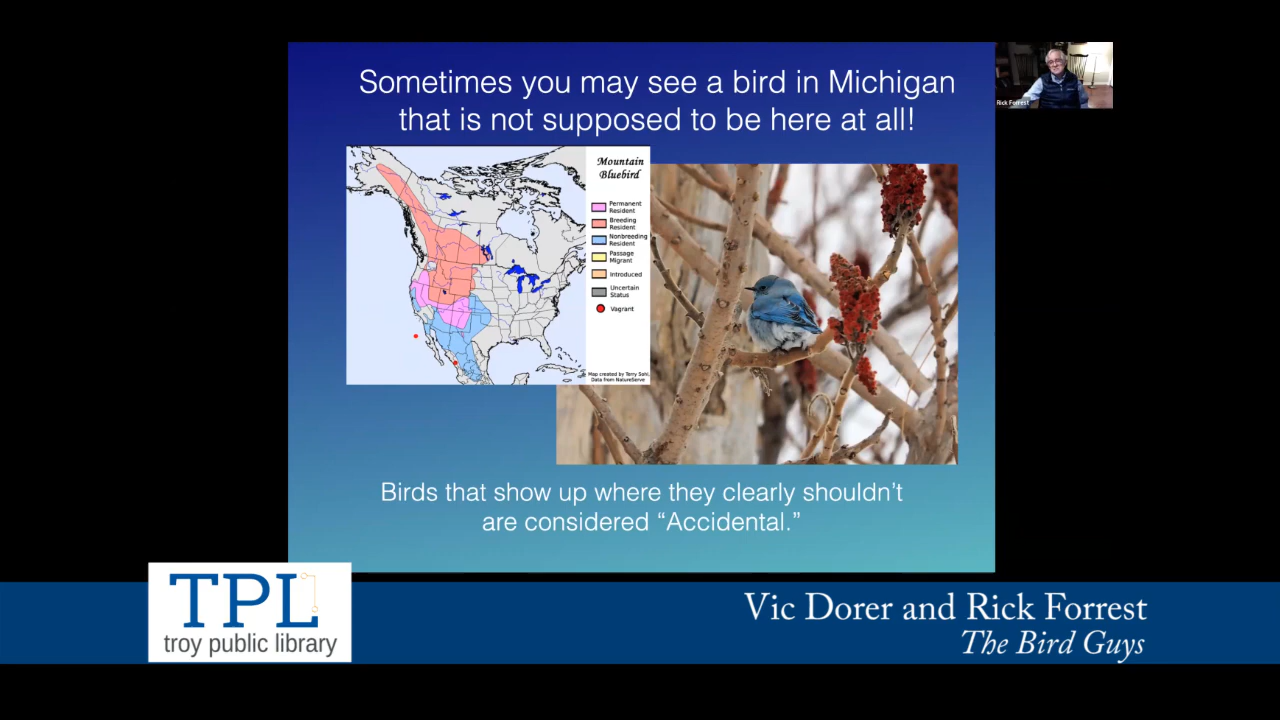 Sometimes you may see a bird in Michigan
that is not supposed to be here at all!
Rick Forrest
Mountain
Bluebird
Permanent
Resident
Breeding
Resident
Nonbreeding
Resident
Passage
Migrant
Introduced
Uncertain
Status
Vagrant
Map created by Terry Sohl.
Data from NatureServe
Birds that show up where they clearly shouldn't
are considered “Accidental.”
TPL
troy public library
Vic Dorer and Rick Forrest
The Bird Guys